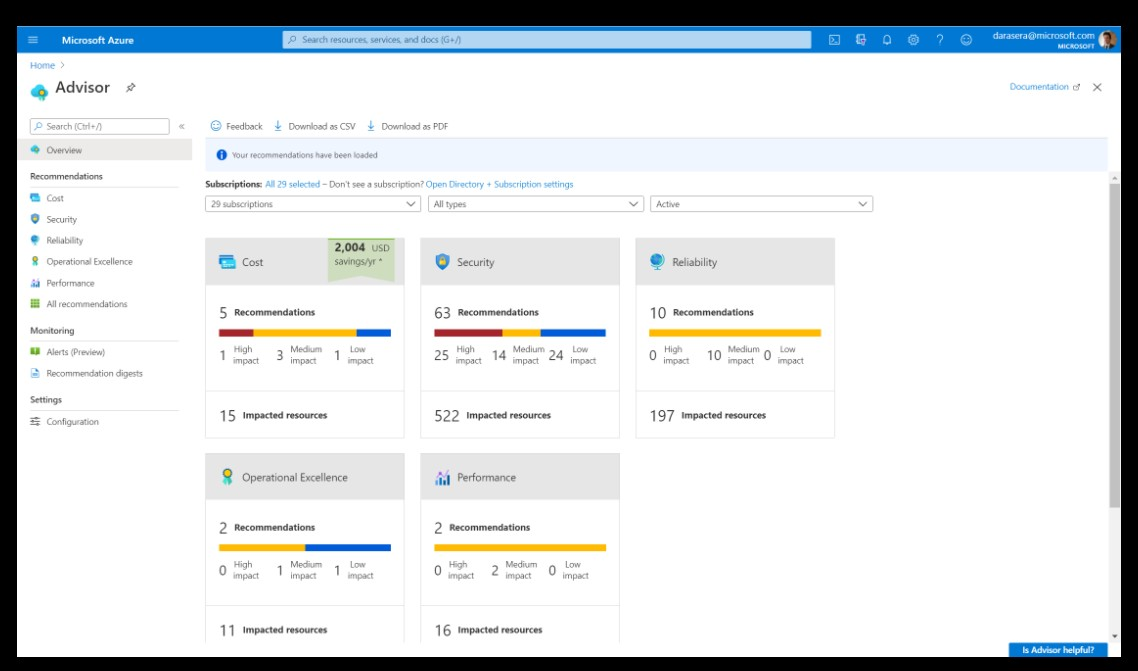 Microsoft Azure
Search resources, services, and docs (G+/)
darasera@microsoft.com
MICROSOFT
Home >
Advisor
Documentation
Search (Ctrl+/)
«
Feedback
Download as CSV
Download as PDF
Overview
Your recommendations have been loaded
Recommendations
Cost
Security
Reliability
Operational Excellence
Performance
All recommendations
Monitoring
Alerts (Preview)
Recommendation digests
Settings
Configuration
Subscriptions: All 29 selected – Don't see a subscription? Open Directory + Subscription settings
29 subscriptions
All types
Active
Cost
2,004 USD
savings/yr *
5 Recommendations
1 High impact
3 Medium impact
1 Low impact
15 Impacted resources
Security
63 Recommendations
25 High impact
14 Medium impact
24 Low impact
522 Impacted resources
Reliability
10 Recommendations
0 High impact
10 Medium impact
0 Low impact
197 Impacted resources
Operational Excellence
2 Recommendations
0 High impact
1 Medium impact
1 Low impact
11 Impacted resources
Performance
2 Recommendations
0 High impact
2 Medium impact
0 Low impact
16 Impacted resources
Is Advisor helpful?